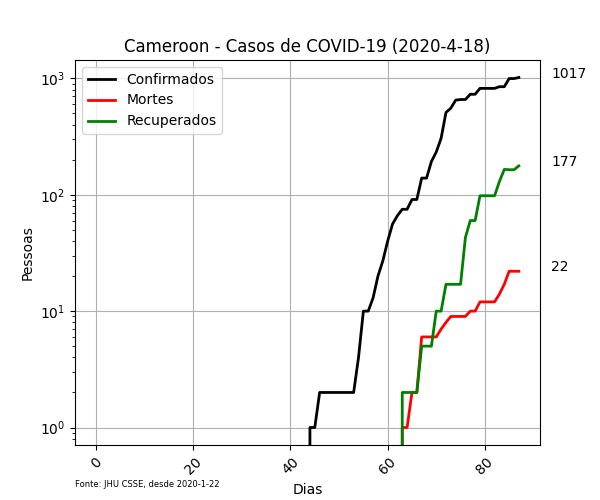 Cameroon - Casos de COVID-19 (2020-4-18)
Confirmados
Mortes
Recuperados
10³
10²
10¹
10⁰
Pessoas
1017
177
22
0
20
40
60
80
Dias
Fonte: JHU CSSE, desde 2020-1-22